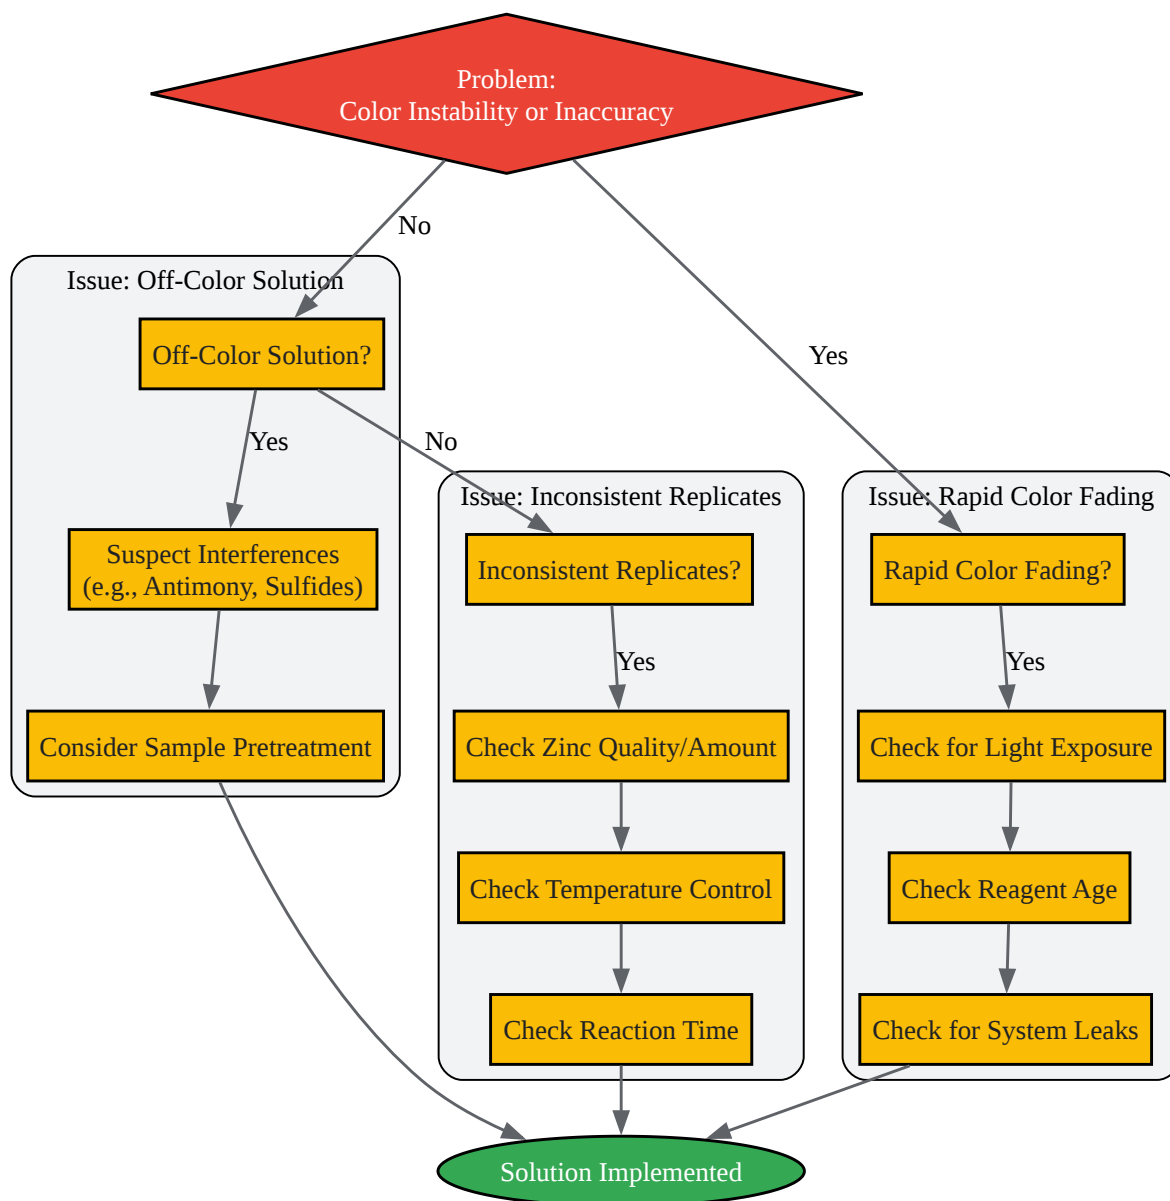 Problem:
Color Instability or Inaccuracy
No
Yes
Issue: Off-Color Solution
Off-Color Solution?
Yes
No
Suspect Interferences
(e.g., Antimony, Sulfides)
Consider Sample Pretreatment
Issue: Inconsistent Replicates
Inconsistent Replicates?
Yes
Check Zinc Quality/Amount
Check Temperature Control
Check Reaction Time
Issue: Rapid Color Fading
Rapid Color Fading?
Yes
Check for Light Exposure
Check Reagent Age
Check for System Leaks
Solution Implemented